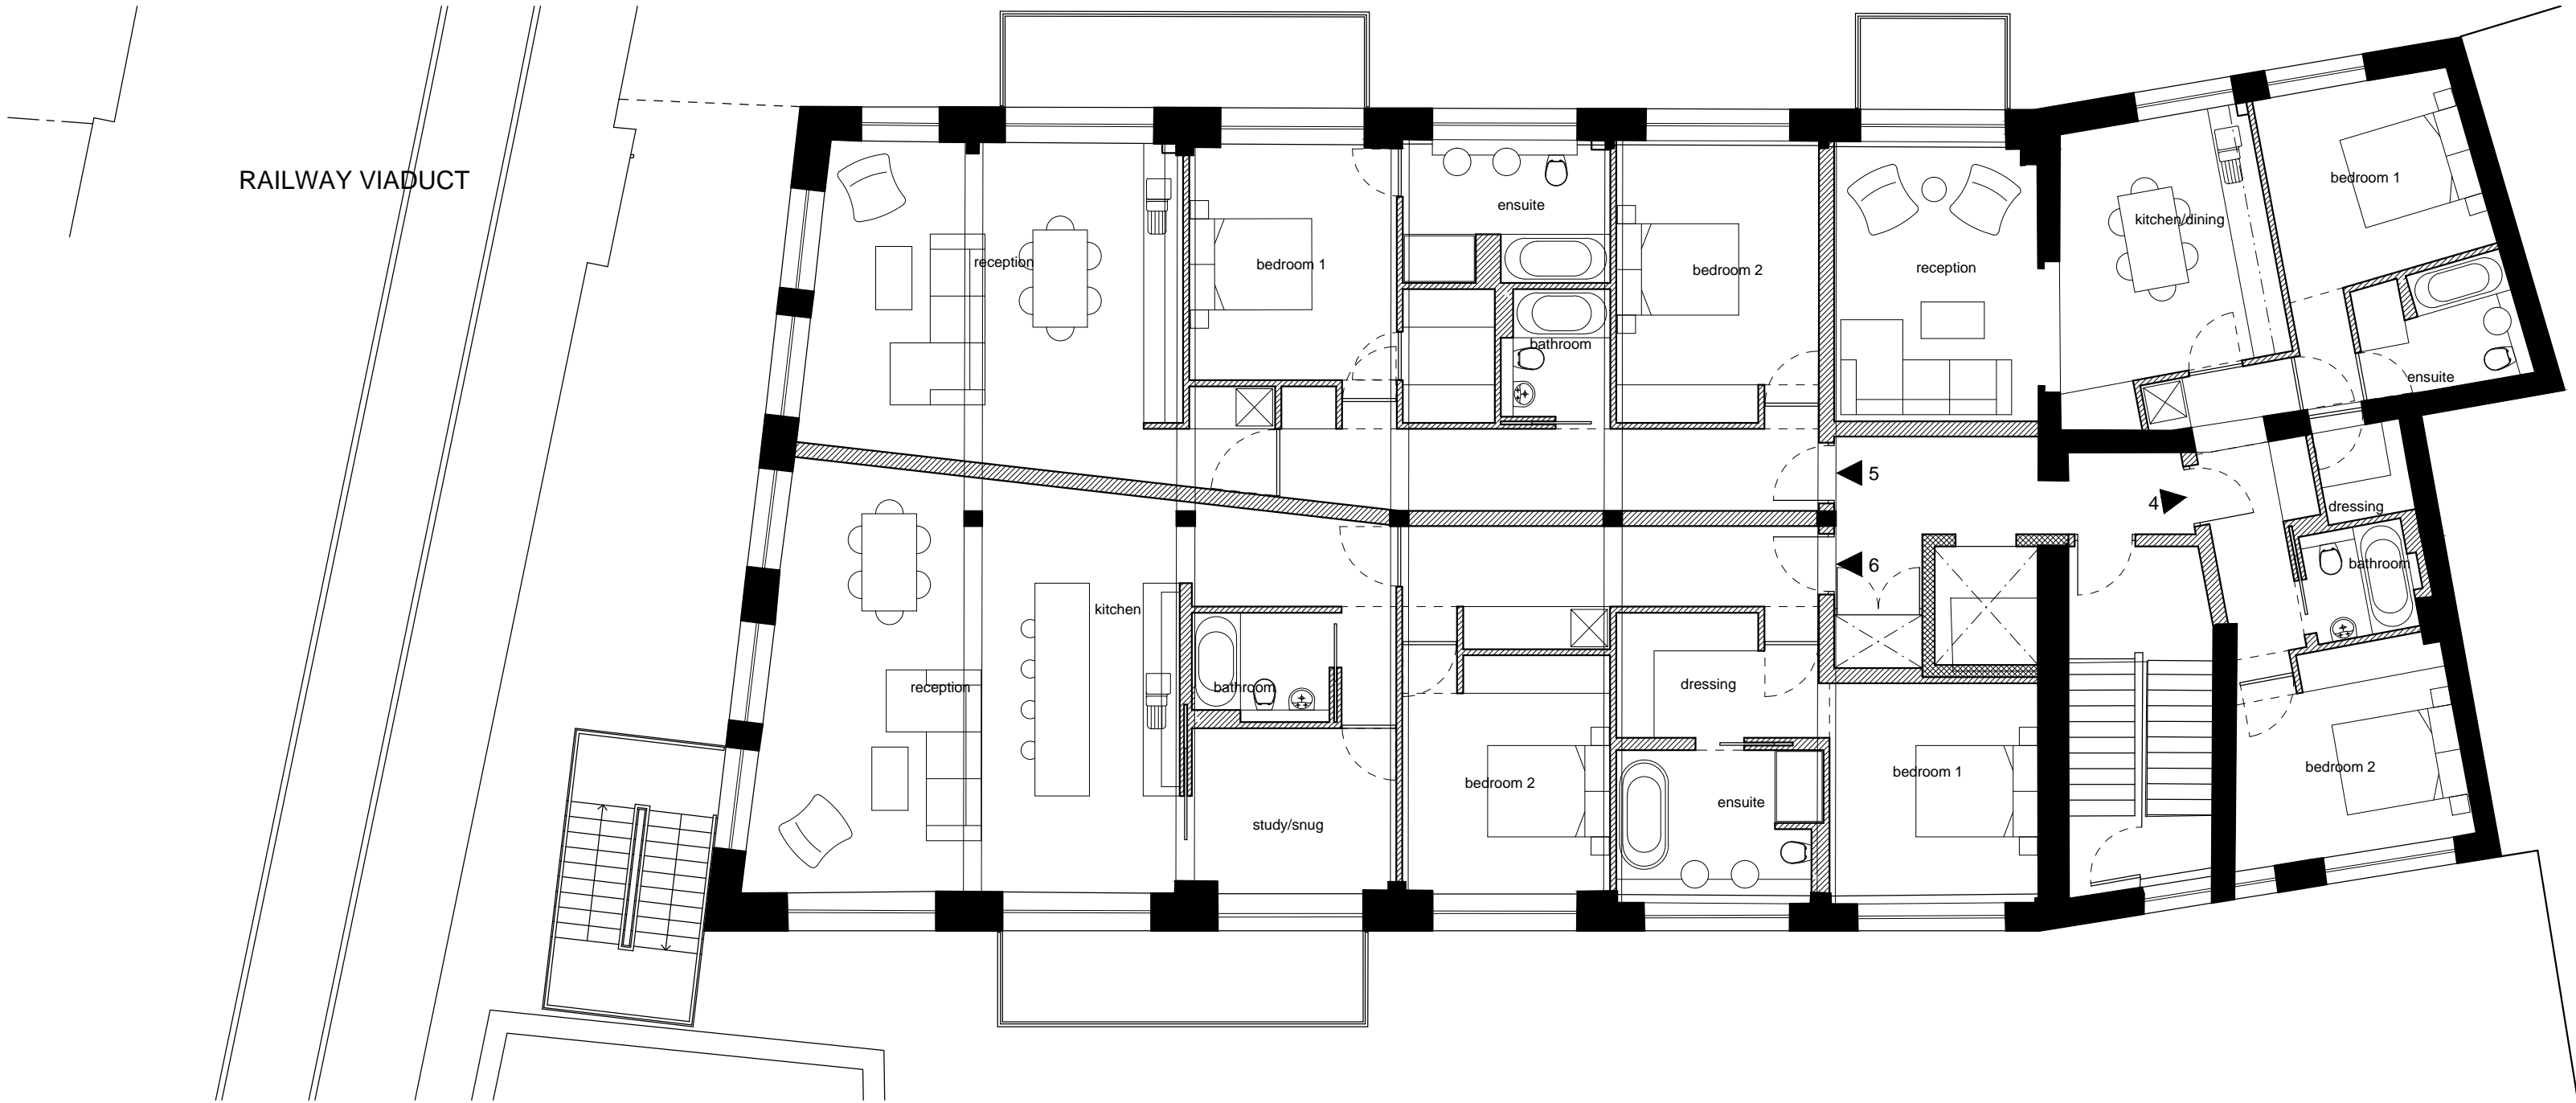 RAILWAY VIADUCT
reception
bedroom 1
ensuite
bathroom
bedroom 2
reception
kitchen/dining
bedroom 1
ensuite
5
4
dressing
6
bathroom
kitchen
reception
bathroom
study/snug
bedroom 2
dressing
ensuite
bedroom 1
bedroom 2